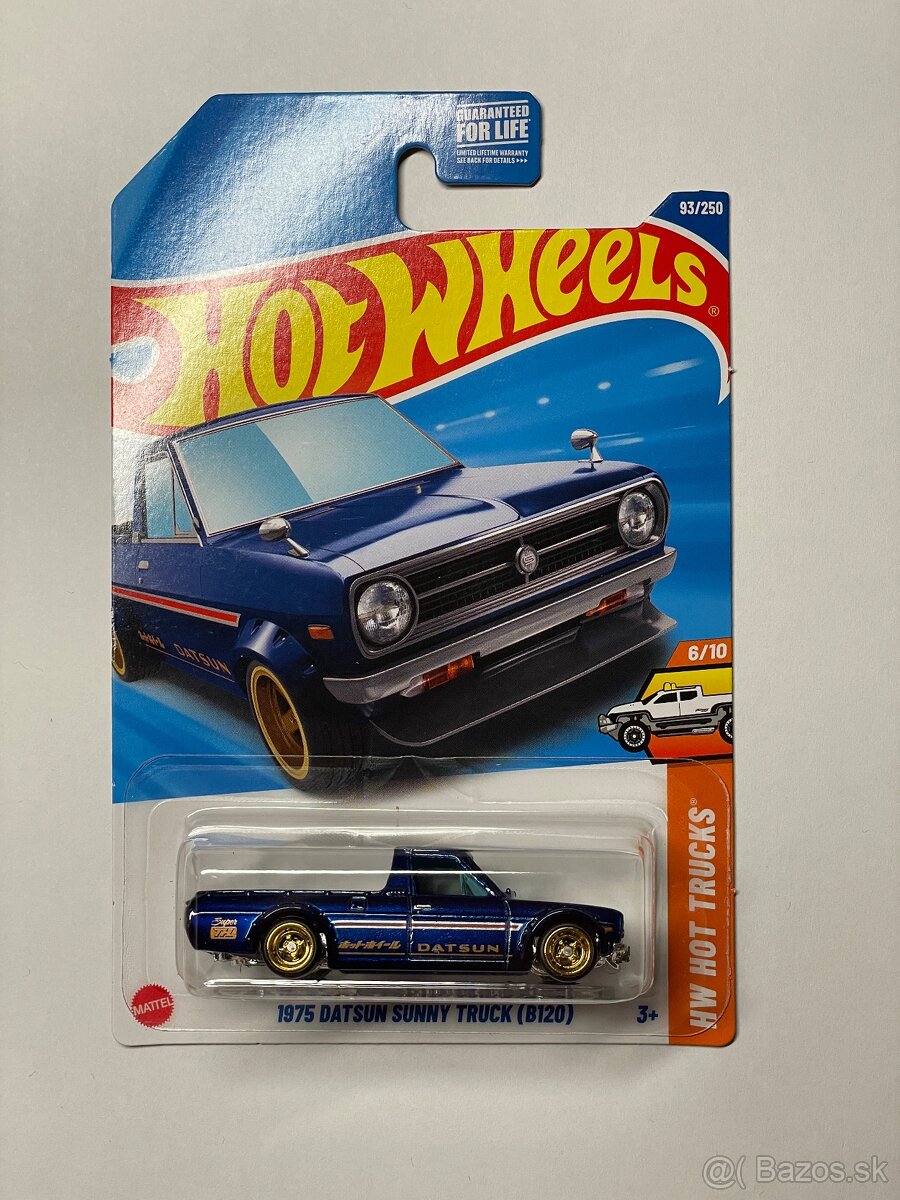 GUARANTEED
FOR LIFE
LIMITED LIFETIME WARRANTY
SEE BACK FOR DETAILS >>>
93/250
HOT WHEELS®
DATSUN
6/10
HW HOT TRUCKS®
Super
TH
ホットホイール DATSUN
MATTEL
1975 DATSUN SUNNY TRUCK (B120)
3+
@( Bazos.sk